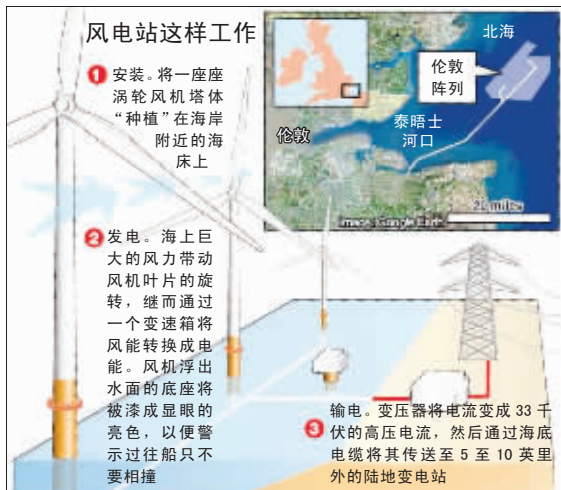 风电站这样工作
1 安装。将一座座
涡轮风机塔体
“种植”在海岸
附近的海
床上
2 发电。海上巨
大的风力带动
风机叶片的旋
转，继而通过
一个变速箱将
风能转换成电
能。风机浮出
水面的底座将
被漆成显眼的
亮色，以便警
示过往船只不
要相撞
3 输电。变压器将电流变成 33 千
伏的高压电流，然后通过海底
电缆将其传送至 5 至 10 英里
外的陆地变电站
北海
伦敦
阵列
泰晤士
河口
伦敦
20 miles
Image: Google Earth